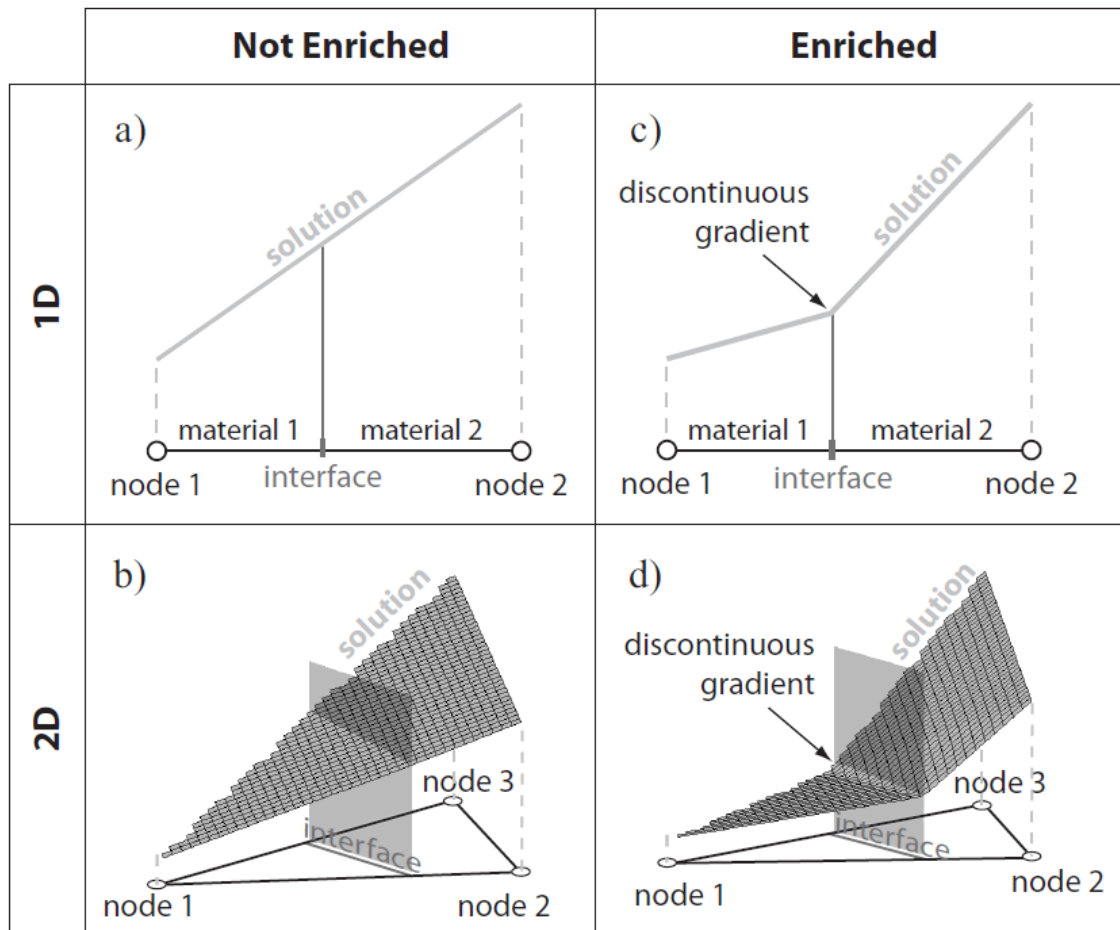 Not Enriched
Enriched
1D
a)
solution
material 1
material 2
node 1
interface
node 2
c)
discontinuous
gradient
solution
material 1
material 2
node 1
interface
node 2
2D
b)
solution
node 3
interface
node 1
node 2
d)
solution
discontinuous
gradient
node 3
interface
node 1
node 2